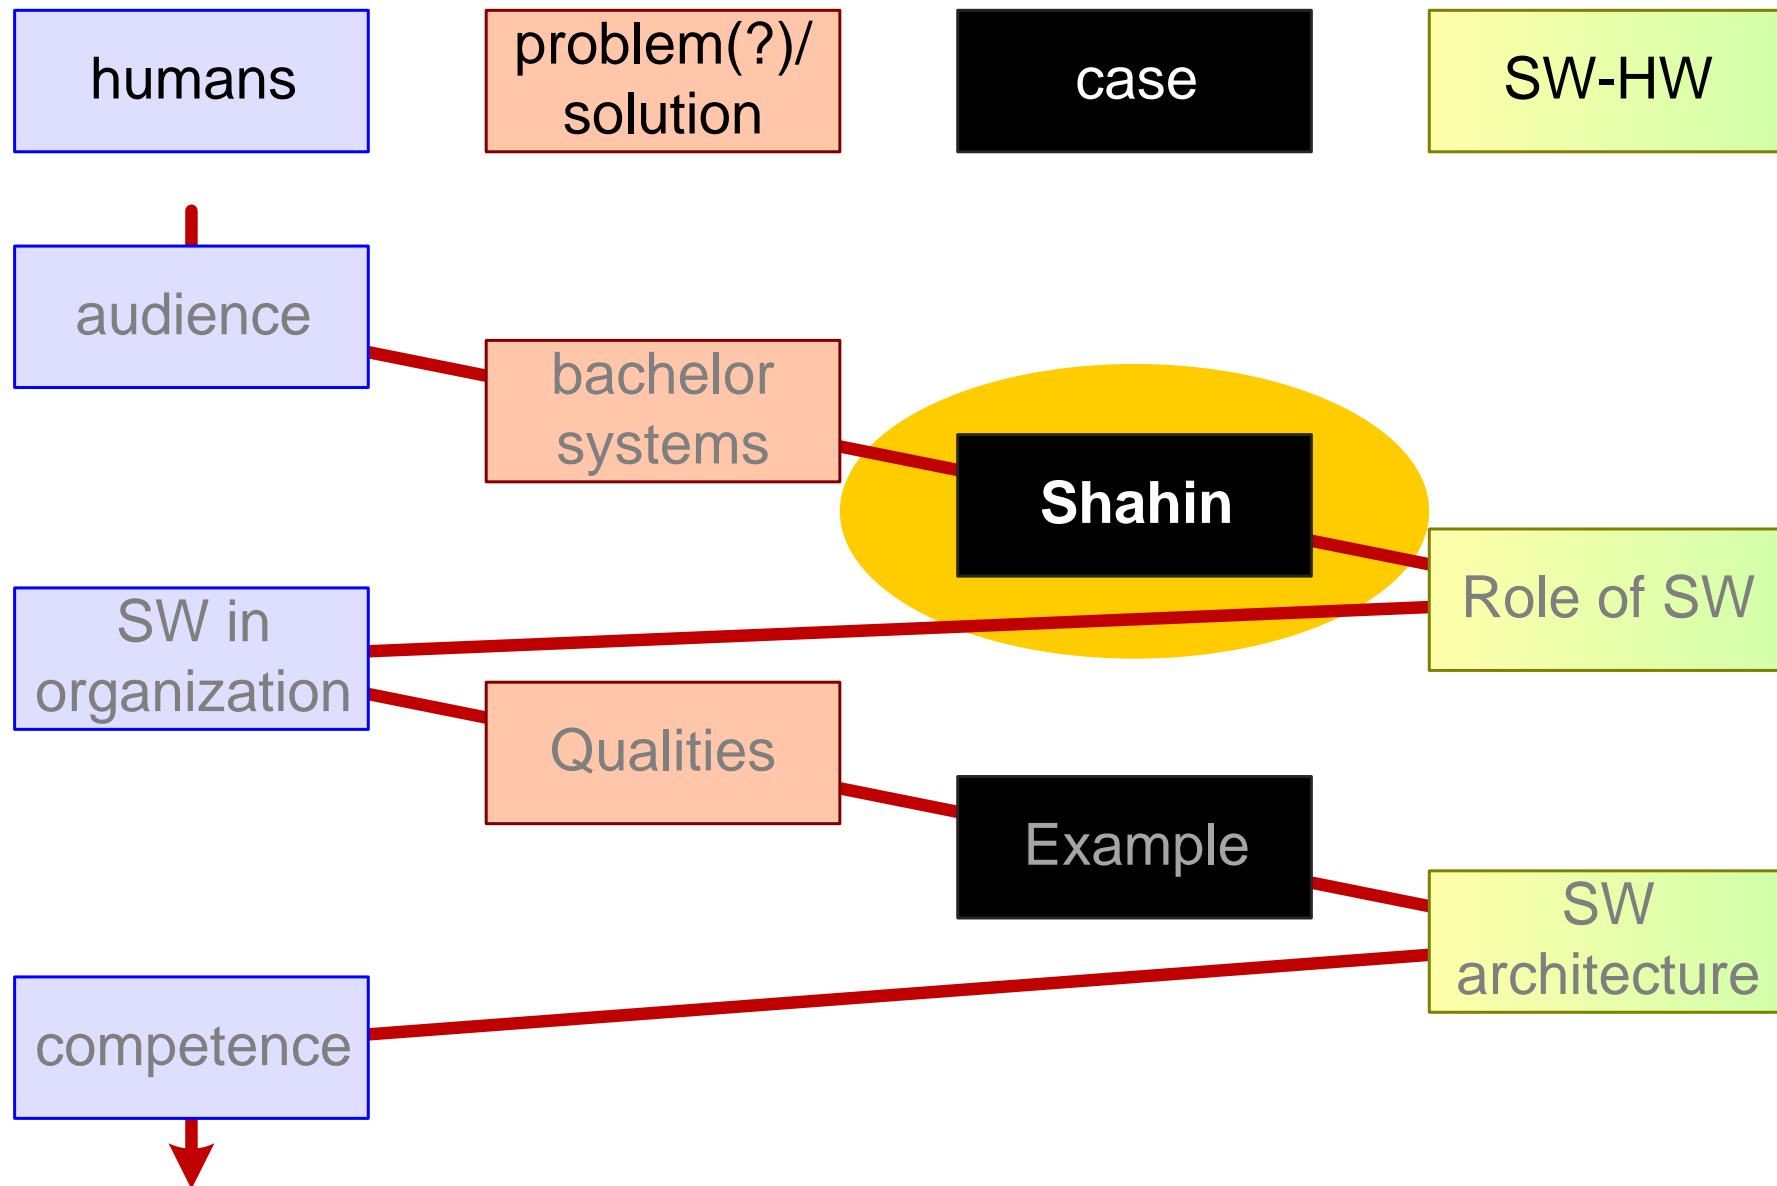 humans
problem(?)/
solution
case
SW-HW
audience
bachelor
systems
Shahin
Role of SW
SW in
organization
Qualities
Example
SW
architecture
competence